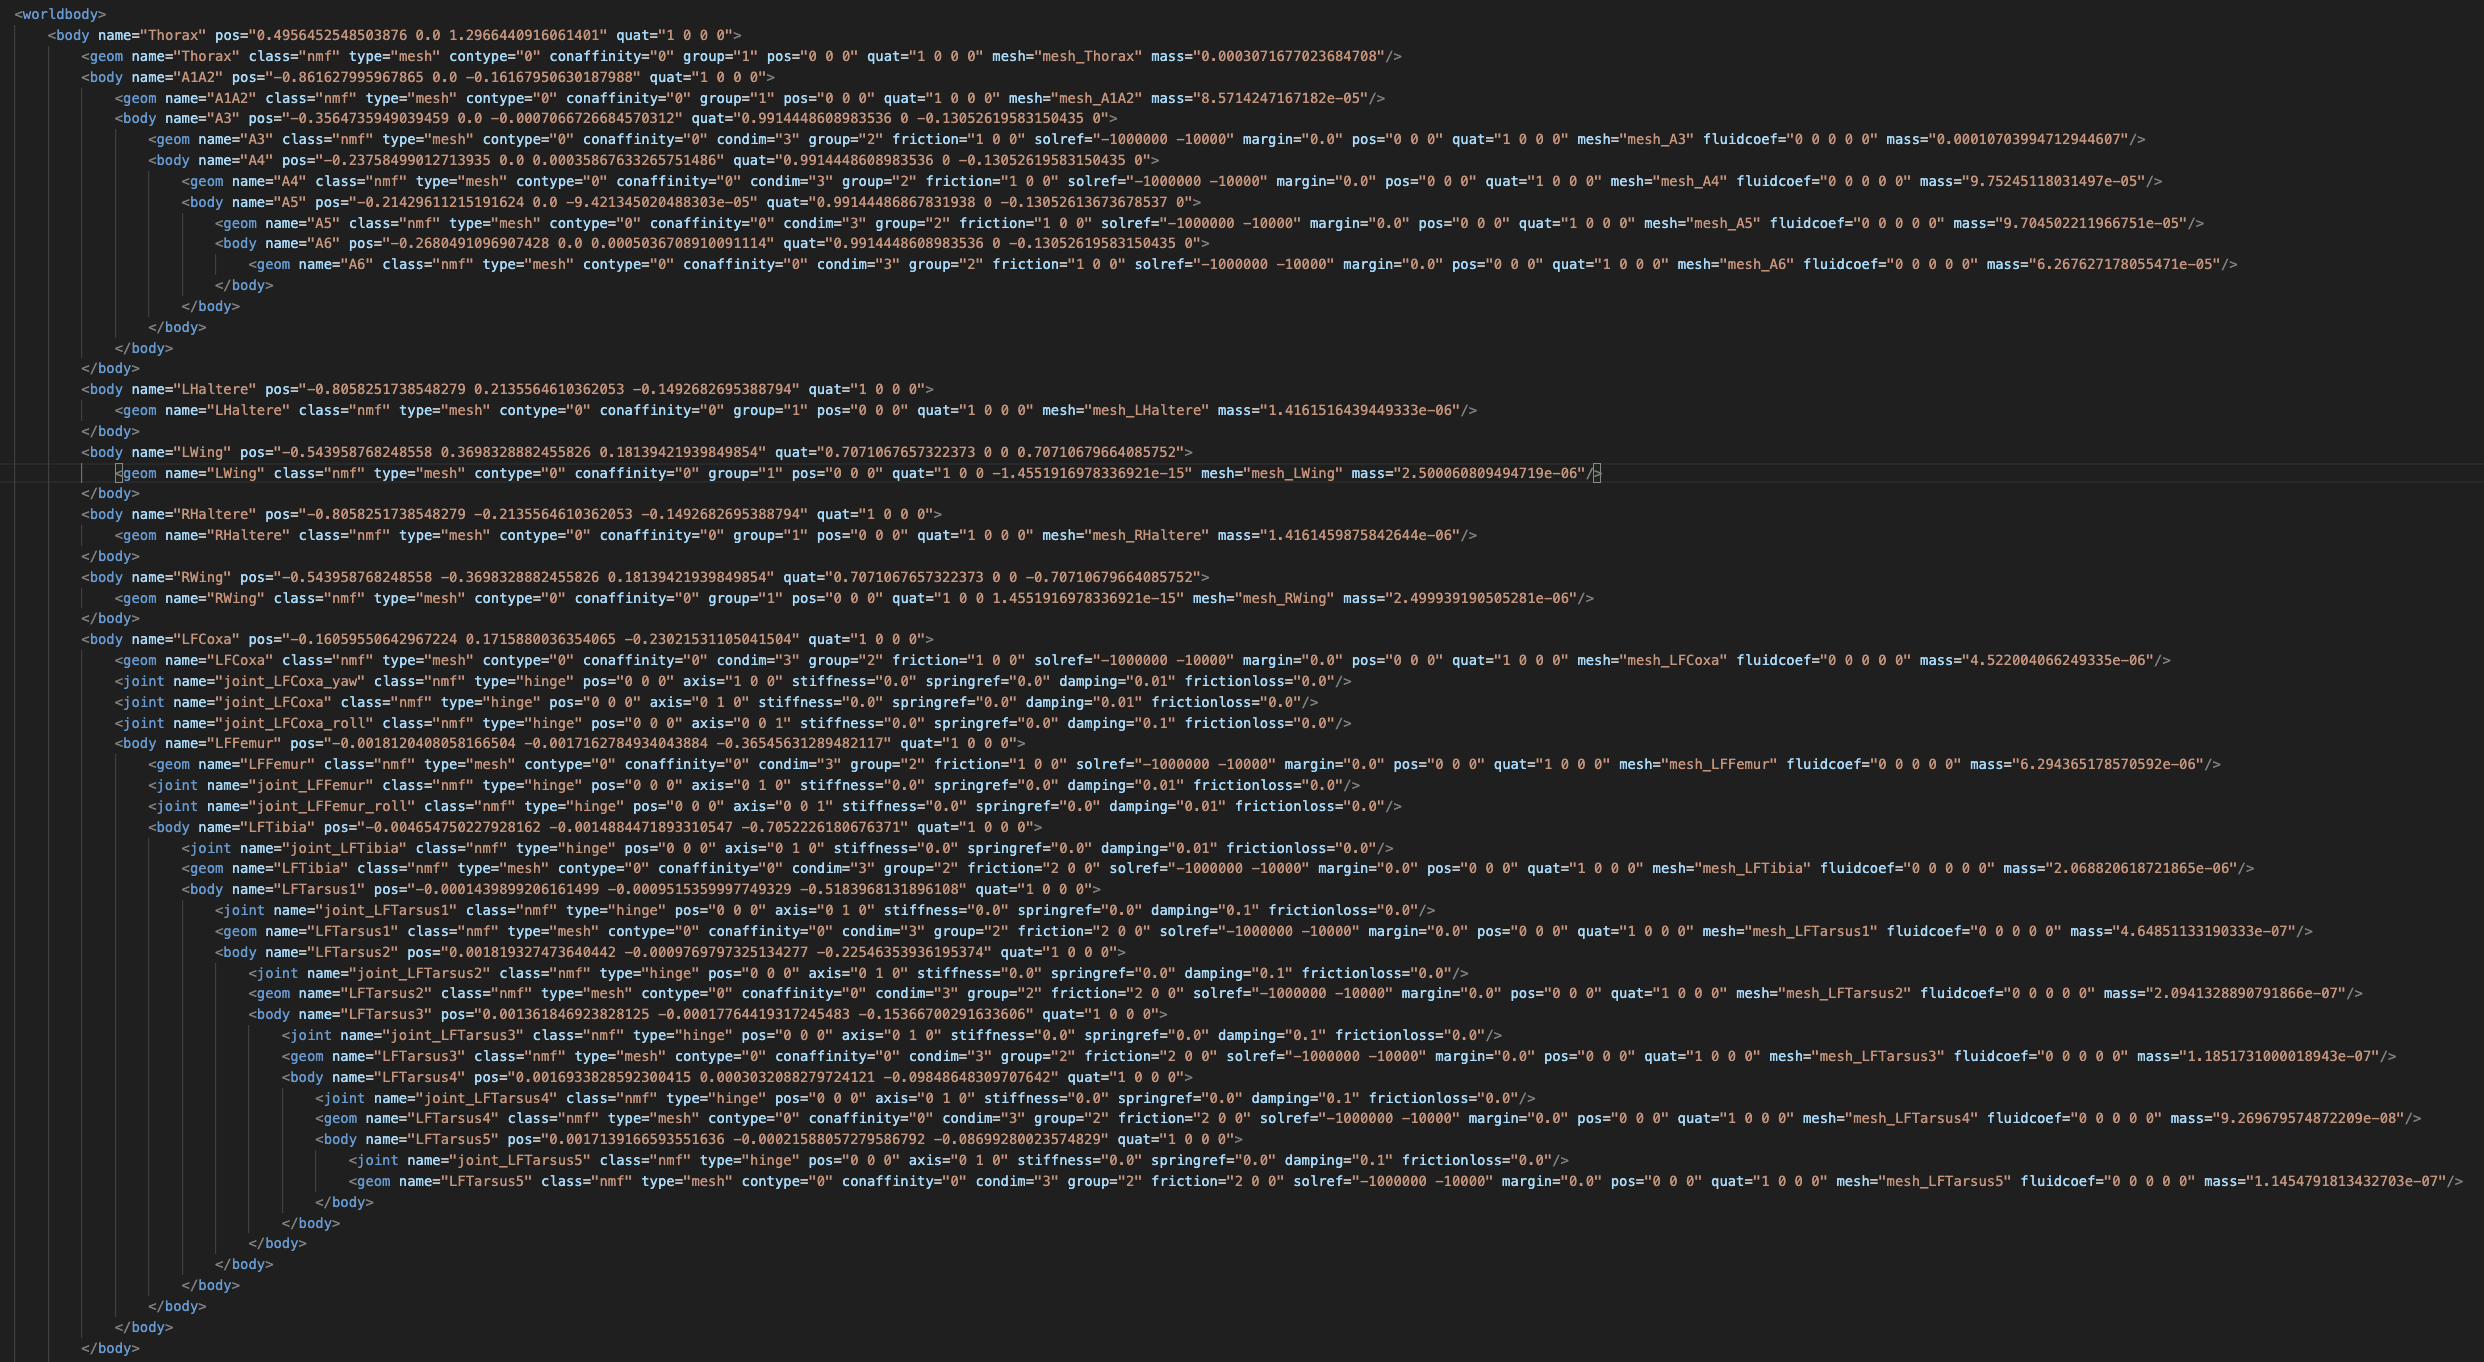 <worldbody>
<body name="Thorax" pos="0.4956452548503876 0.0 1.2966440916061401" quat="1 0 0 0">
<geom name="Thorax" class="nmf" type="mesh" contype="0" conaffinity="0" group="1" pos="0 0 0" quat="1 0 0 0" mesh="mesh_Thorax" mass="0.0003071677023684708"/>
<body name="A1A2" pos="-0.861627995967865 0.0 -0.16167950630187988" quat="1 0 0 0">
<geom name="A1A2" class="nmf" type="mesh" contype="0" conaffinity="0" group="1" pos="0 0 0" quat="1 0 0 0" mesh="mesh_A1A2" mass="8.5714247167182e-05"/>
<body name="A3" pos="-0.3564735949039459 0.0 -0.0007066726684570312" quat="0.9914448608983536 0 -0.13052619583150435 0">
<geom name="A3" class="nmf" type="mesh" contype="0" conaffinity="0" condim="3" group="2" friction="1 0 0" solref="-1000000 -10000" margin="0.0" pos="0 0 0" quat="1 0 0 0" mesh="mesh_A3" fluidcoef="0 0 0 0 0" mass="0.00010703994712944607"/>
<body name="A4" pos="-0.23758499012713935 0.0 0.00035867633265751486" quat="0.9914448608983536 0 -0.13052619583150435 0">
<geom name="A4" class="nmf" type="mesh" contype="0" conaffinity="0" condim="3" group="2" friction="1 0 0" solref="-1000000 -10000" margin="0.0" pos="0 0 0" quat="1 0 0 0" mesh="mesh_A4" fluidcoef="0 0 0 0 0" mass="9.75245118031497e-05"/>
<body name="A5" pos="-0.21429611215191624 0.0 -9.421345020488303e-05" quat="0.99144486867831938 0 -0.13052613673678537 0">
<geom name="A5" class="nmf" type="mesh" contype="0" conaffinity="0" condim="3" group="2" friction="1 0 0" solref="-1000000 -10000" margin="0.0" pos="0 0 0" quat="1 0 0 0" mesh="mesh_A5" fluidcoef="0 0 0 0 0" mass="9.704502211966751e-05"/>
<body name="A6" pos="-0.2680491096907428 0.0 0.0005036708910091114" quat="0.9914448608983536 0 -0.13052619583150435 0">
<geom name="A6" class="nmf" type="mesh" contype="0" conaffinity="0" condim="3" group="2" friction="1 0 0" solref="-1000000 -10000" margin="0.0" pos="0 0 0" quat="1 0 0 0" mesh="mesh_A6" fluidcoef="0 0 0 0 0" mass="6.267627178055471e-05"/>
</body>
</body>
</body>
</body>
</body>
<body name="LHaltere" pos="-0.8058251738548279 0.2135564610362053 -0.1492682695388794" quat="1 0 0 0">
<geom name="LHaltere" class="nmf" type="mesh" contype="0" conaffinity="0" group="1" pos="0 0 0" quat="1 0 0 0" mesh="mesh_LHaltere" mass="1.4161516439449333e-06"/>
</body>
<body name="LWing" pos="-0.543958768248558 0.3698328882455826 0.18139421939849854" quat="0.7071067657322373 0 0 0.70710679664085752">
<geom name="LWing" class="nmf" type="mesh" contype="0" conaffinity="0" group="1" pos="0 0 0" quat="1 0 0 -1.4551916978336921e-15" mesh="mesh_LWing" mass="2.500060809494719e-06"/>
</body>
<body name="RHaltere" pos="-0.8058251738548279 -0.2135564610362053 -0.1492682695388794" quat="1 0 0 0">
<geom name="RHaltere" class="nmf" type="mesh" contype="0" conaffinity="0" group="1" pos="0 0 0" quat="1 0 0 0" mesh="mesh_RHaltere" mass="1.4161459875842644e-06"/>
</body>
<body name="RWing" pos="-0.543958768248558 -0.3698328882455826 0.18139421939849854" quat="0.7071067657322373 0 0 -0.70710679664085752">
<geom name="RWing" class="nmf" type="mesh" contype="0" conaffinity="0" group="1" pos="0 0 0" quat="1 0 0 1.4551916978336921e-15" mesh="mesh_RWing" mass="2.499939190505281e-06"/>
</body>
<body name="LFCoxa" pos="-0.16059550642967224 0.1715880036354065 -0.23021531105041504" quat="1 0 0 0">
<geom name="LFCoxa" class="nmf" type="mesh" contype="0" conaffinity="0" condim="3" group="2" friction="1 0 0" solref="-1000000 -10000" margin="0.0" pos="0 0 0" quat="1 0 0 0" mesh="mesh_LFCoxa" fluidcoef="0 0 0 0 0" mass="4.522004066249335e-06"/>
<joint name="joint_LFCoxa_yaw" class="nmf" type="hinge" pos="0 0 0" axis="1 0 0" stiffness="0.0" springref="0.0" damping="0.01" frictionloss="0.0"/>
<joint name="joint_LFCoxa" class="nmf" type="hinge" pos="0 0 0" axis="0 1 0" stiffness="0.0" springref="0.0" damping="0.01" frictionloss="0.0"/>
<joint name="joint_LFCoxa_roll" class="nmf" type="hinge" pos="0 0 0" axis="0 0 1" stiffness="0.0" springref="0.0" damping="0.1" frictionloss="0.0"/>
<body name="LFFemur" pos="-0.0018120408058166504 -0.0017162784934043884 -0.36545631289482117" quat="1 0 0 0">
<geom name="LFFemur" class="nmf" type="mesh" contype="0" conaffinity="0" condim="3" group="2" friction="1 0 0" solref="-1000000 -10000" margin="0.0" pos="0 0 0" quat="1 0 0 0" mesh="mesh_LFFemur" fluidcoef="0 0 0 0 0" mass="6.294365178570592e-06"/>
<joint name="joint_LFFemur" class="nmf" type="hinge" pos="0 0 0" axis="0 1 0" stiffness="0.0" springref="0.0" damping="0.01" frictionloss="0.0"/>
<joint name="joint_LFFemur_roll" class="nmf" type="hinge" pos="0 0 0" axis="0 0 1" stiffness="0.0" springref="0.0" damping="0.01" frictionloss="0.0"/>
<body name="LFTibia" pos="-0.004654750227928162 -0.0014884471893310547 -0.7052226180676371" quat="1 0 0 0">
<joint name="joint_LFTibia" class="nmf" type="hinge" pos="0 0 0" axis="0 1 0" stiffness="0.0" springref="0.0" damping="0.01" frictionloss="0.0"/>
<geom name="LFTibia" class="nmf" type="mesh" contype="0" conaffinity="0" condim="3" group="2" friction="2 0 0" solref="-1000000 -10000" margin="0.0" pos="0 0 0" quat="1 0 0 0" mesh="mesh_LFTibia" fluidcoef="0 0 0 0 0" mass="2.068820618721865e-06"/>
<body name="LFTarsus1" pos="-0.0001439899206161499 -0.0009515359997749329 -0.5183968131896108" quat="1 0 0 0">
<joint name="joint_LFTarsus1" class="nmf" type="hinge" pos="0 0 0" axis="0 1 0" stiffness="0.0" springref="0.0" damping="0.1" frictionloss="0.0"/>
<geom name="LFTarsus1" class="nmf" type="mesh" contype="0" conaffinity="0" condim="3" group="2" friction="2 0 0" solref="-1000000 -10000" margin="0.0" pos="0 0 0" quat="1 0 0 0" mesh="mesh_LFTarsus1" fluidcoef="0 0 0 0 0" mass="4.64851133190333e-07"/>
<body name="LFTarsus2" pos="0.001819327473640442 -0.0009769797325134277 -0.22546353936195374" quat="1 0 0 0">
<joint name="joint_LFTarsus2" class="nmf" type="hinge" pos="0 0 0" axis="0 1 0" stiffness="0.0" springref="0.0" damping="0.1" frictionloss="0.0"/>
<geom name="LFTarsus2" class="nmf" type="mesh" contype="0" conaffinity="0" condim="3" group="2" friction="2 0 0" solref="-1000000 -10000" margin="0.0" pos="0 0 0" quat="1 0 0 0" mesh="mesh_LFTarsus2" fluidcoef="0 0 0 0 0" mass="2.0941328890791866e-07"/>
<body name="LFTarsus3" pos="0.001361846923828125 -0.00017764419317245483 -0.15366700291633606" quat="1 0 0 0">
<joint name="joint_LFTarsus3" class="nmf" type="hinge" pos="0 0 0" axis="0 1 0" stiffness="0.0" springref="0.0" damping="0.1" frictionloss="0.0"/>
<geom name="LFTarsus3" class="nmf" type="mesh" contype="0" conaffinity="0" condim="3" group="2" friction="2 0 0" solref="-1000000 -10000" margin="0.0" pos="0 0 0" quat="1 0 0 0" mesh="mesh_LFTarsus3" fluidcoef="0 0 0 0 0" mass="1.1851731000018943e-07"/>
<body name="LFTarsus4" pos="0.0016933828592300415 0.0003032088279724121 -0.09848648309707642" quat="1 0 0 0">
<joint name="joint_LFTarsus4" class="nmf" type="hinge" pos="0 0 0" axis="0 1 0" stiffness="0.0" springref="0.0" damping="0.1" frictionloss="0.0"/>
<geom name="LFTarsus4" class="nmf" type="mesh" contype="0" conaffinity="0" condim="3" group="2" friction="2 0 0" solref="-1000000 -10000" margin="0.0" pos="0 0 0" quat="1 0 0 0" mesh="mesh_LFTarsus4" fluidcoef="0 0 0 0 0" mass="9.269679574872209e-08"/>
<body name="LFTarsus5" pos="0.0017139166593551636 -0.00021588057279586792 -0.08699280023574829" quat="1 0 0 0">
<joint name="joint_LFTarsus5" class="nmf" type="hinge" pos="0 0 0" axis="0 1 0" stiffness="0.0" springref="0.0" damping="0.1" frictionloss="0.0"/>
<geom name="LFTarsus5" class="nmf" type="mesh" contype="0" conaffinity="0" condim="3" group="2" friction="2 0 0" solref="-1000000 -10000" margin="0.0" pos="0 0 0" quat="1 0 0 0" mesh="mesh_LFTarsus5" fluidcoef="0 0 0 0 0" mass="1.1454791813432703e-07"/>
</body>
</body>
</body>
</body>
</body>
</body>
</body>
</body>